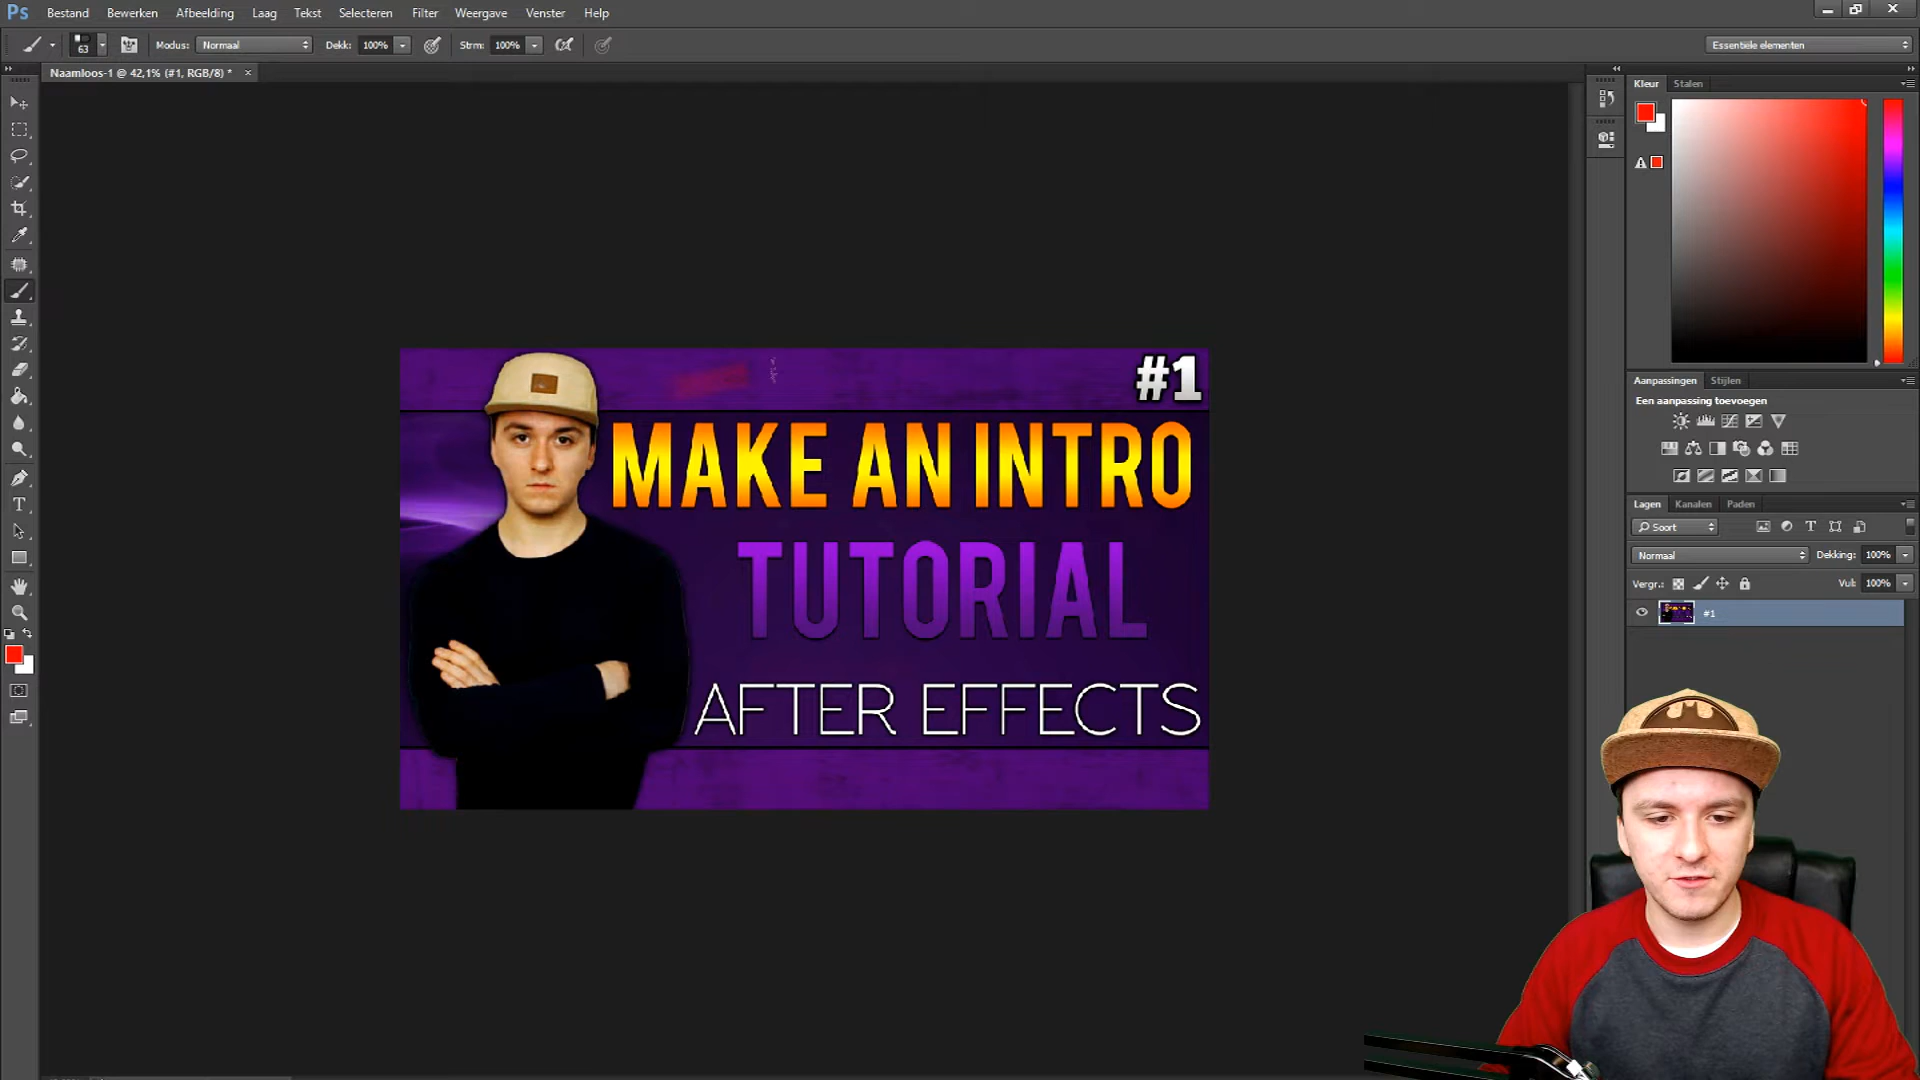 Ps Bestand Bewerken Afbeelding Laag Tekst Selecteren Filter Weergave Venster Help
63 Modus: Normaal Dekk: 100% Strm: 100% Essentiële elementen
Naamloos-1 @ 42,1% (#1, RGB/8) * ×
Kleur Stalen
#1
MAKE AN INTRO
TUTORIAL
AFTER EFFECTS
Aanpassingen Stijlen
Een aanpassing toevoegen
Lagen Kanalen Paden
Soort
Normaal Dekking: 100%
Vergr.: Vul: 100%
#1